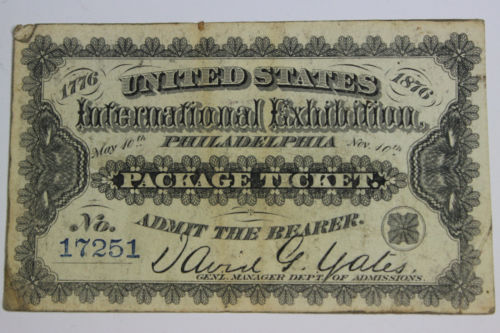 1776 UNITED STATES 1876
International Exhibition,
May 10th PHILADELPHIA Nov. 10th
PACKAGE TICKET.
ADMIT THE BEARER.
No.
17251
David G. Yates.
GENL. MANAGER DEPT. OF ADMISSIONS.